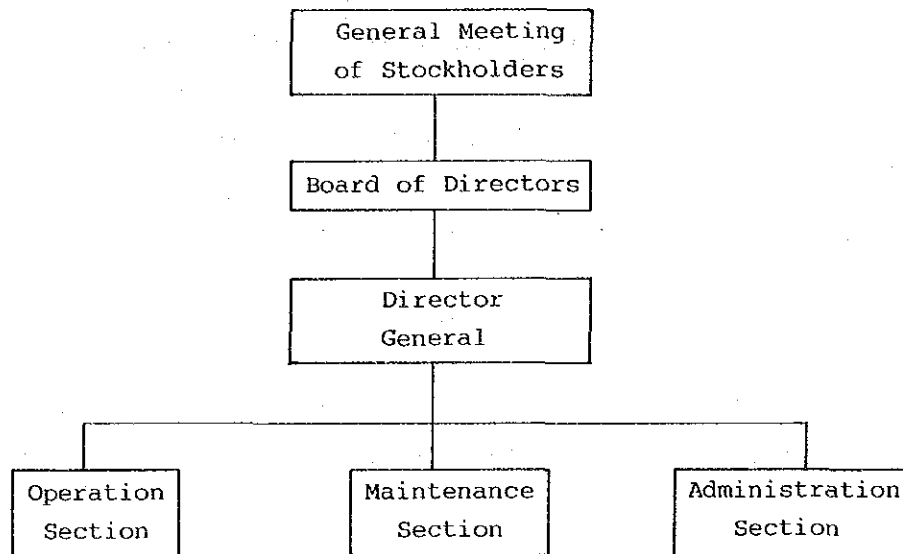 General Meeting
of Stockholders
Board of Directors
Director
General
Operation
Section
Maintenance
Section
Administration
Section